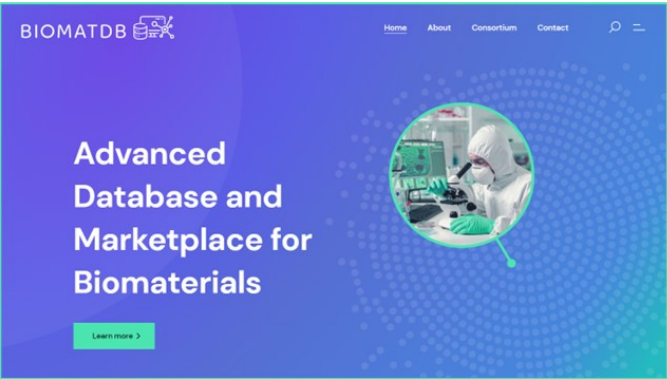 BIOMATDB
Home About Consortium Contact
Advanced
Database and
Marketplace for
Biomaterials
Learn more